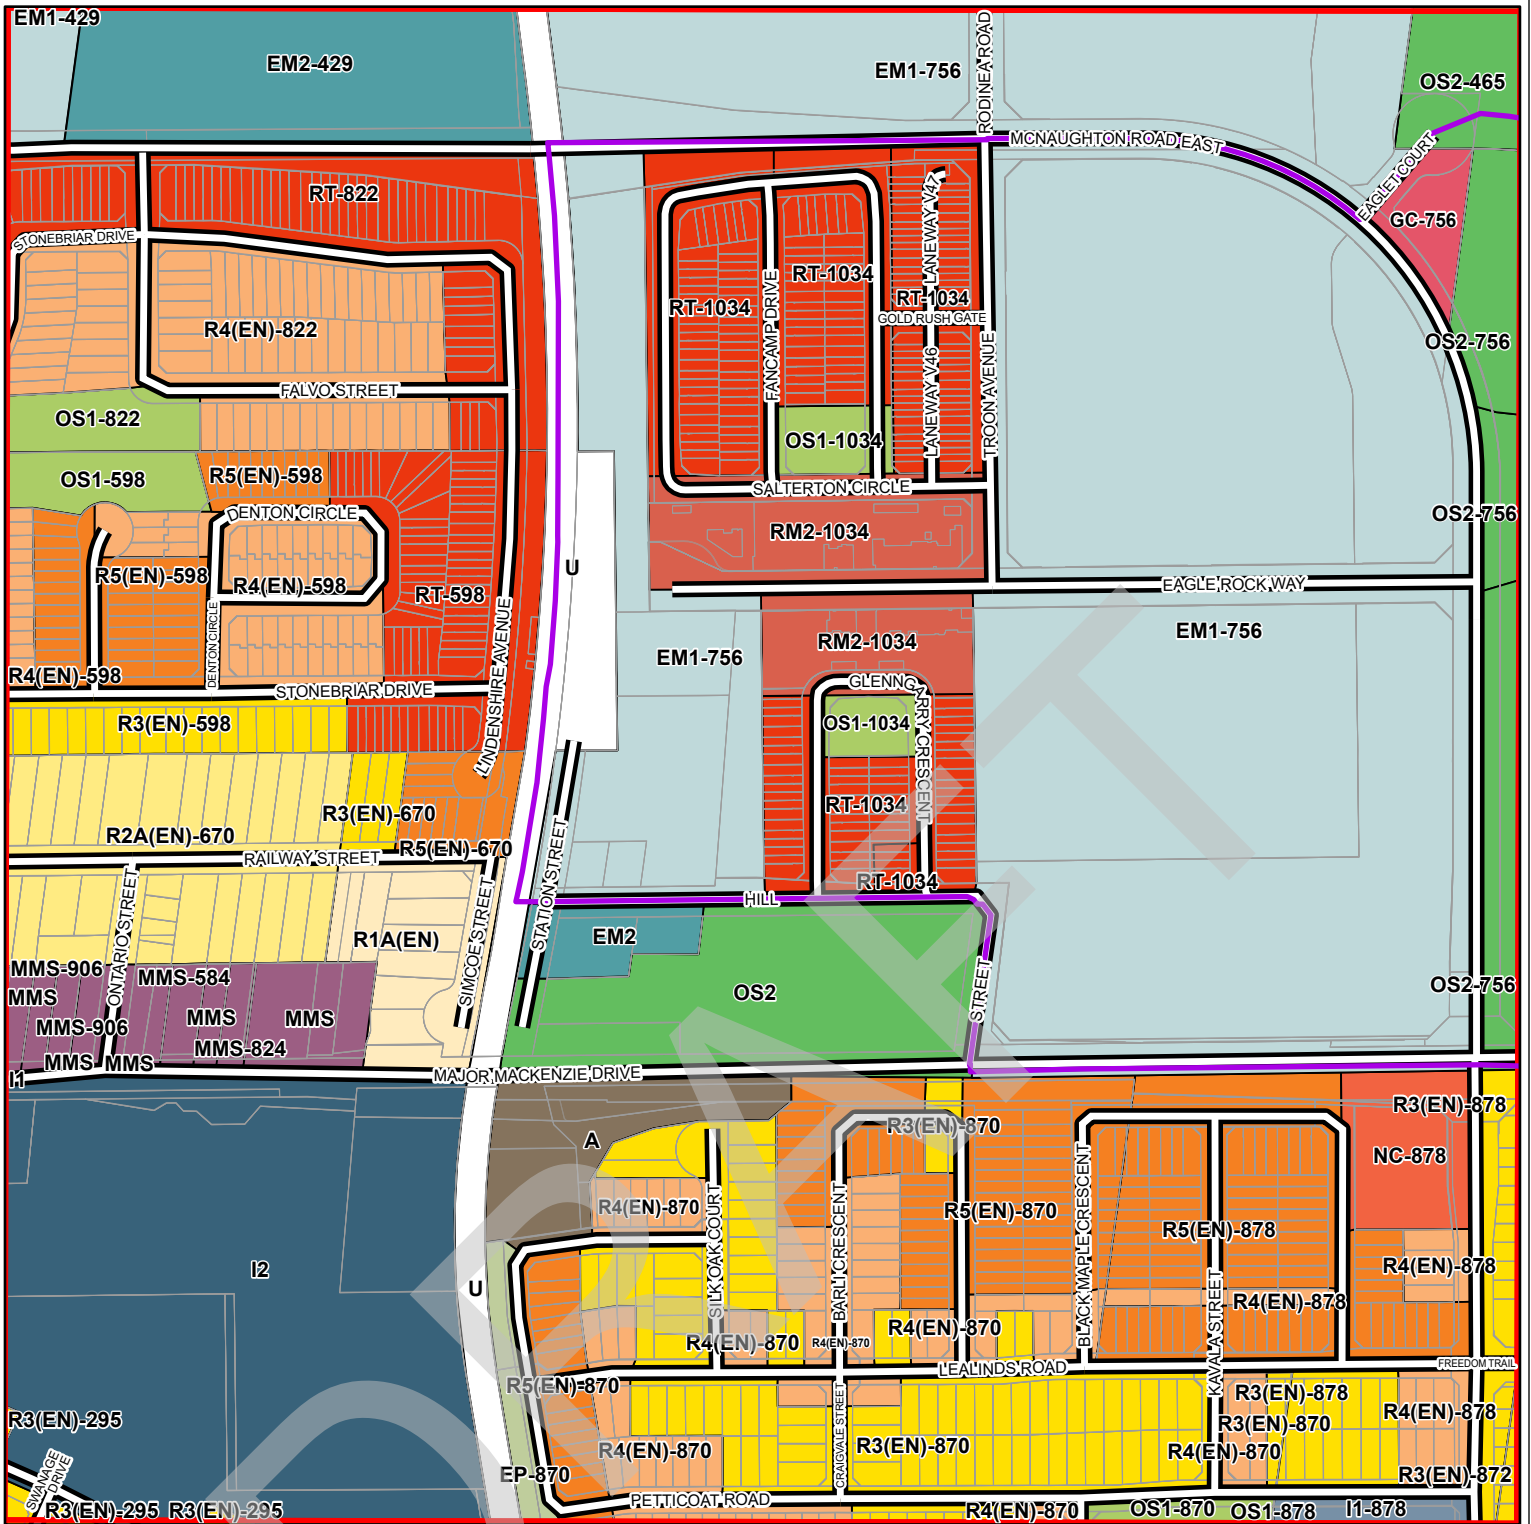 EM1-429
EM2-429
EM1-756
RODINEA ROAD
OS2-465
MCNAUGHTON ROAD EAST
EAGLET COURT
GC-756
RT-822
STONEBRIAR DRIVE
R4(EN)-822
FALVO STREET
OS1-822
RT-1034
FANCAMP DRIVE
RT-1034
LANEWAY V47
RT-1034
GOLD RUSH GATE
LANEWAY V46
TROON AVENUE
OS2-756
OS1-1034
SALTERTON CIRCLE
OS1-598
R5(EN)-598
DENTON CIRCLE
R5(EN)-598
R4(EN)-598
DENTON CIRCLE
RT-598
LINDENSHIRE AVENUE
U
RM2-1034
OS2-756
EAGLE ROCK WAY
EM1-756
RM2-1034
EM1-756
R4(EN)-598
STONEBRIAR DRIVE
R3(EN)-598
GLENNGARRY CRESCENT
OS1-1034
RT-1034
RT-1034
R3(EN)-670
R2A(EN)-670
R5(EN)-670
RAILWAY STREET
STATION STREET
HILL
STREET
ONTARIO STREET
SIMCOE STREET
R1A(EN)
EM2
OS2
OS2-756
MMS-906
MMS
MMS-906
MMS
MMS
MMS-584
MMS
MMS
MMS-824
I1
MAJOR MACKENZIE DRIVE
A
R3(EN)-870
R3(EN)-878
NC-878
R4(EN)-870
SILK OAK COURT
BARLI CRESCENT
R5(EN)-870
BLACK MAPLE CRESCENT
R5(EN)-878
KAVALA STREET
R4(EN)-878
R4(EN)-878
I2
U
R4(EN)-870
R4(EN)-870
R4(EN)-870
LEALINDS ROAD
FREEDOM TRAIL
R5(EN)-870
CRAIGVALE STREET
R3(EN)-878
R3(EN)-870
R4(EN)-878
R4(EN)-870
R3(EN)-870
R4(EN)-870
R3(EN)-872
EP-870
PETTICOAT ROAD
R4(EN)-870
OS1-870
OS1-878
I1-878
R3(EN)-295
SWANAGE DRIVE
R3(EN)-295
R3(EN)-295
DRAFT